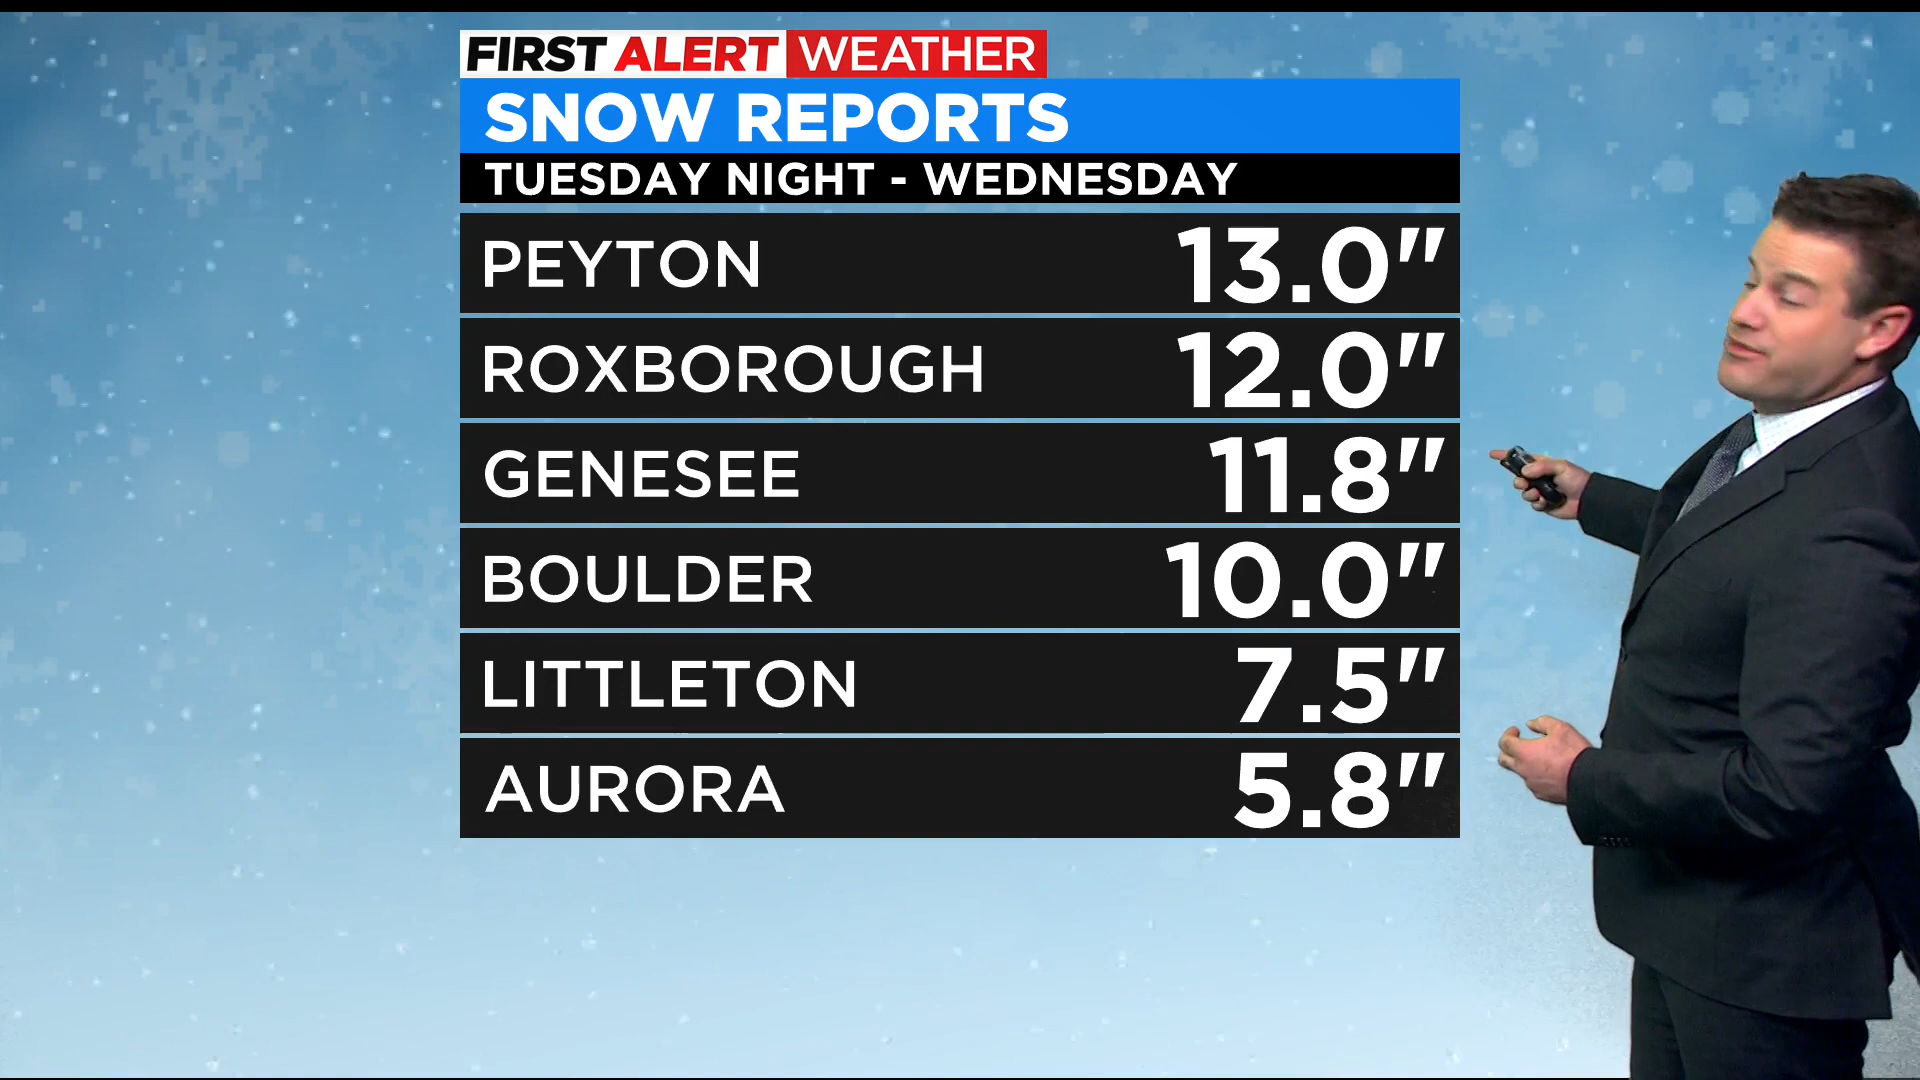 FIRST ALERT WEATHER
SNOW REPORTS
TUESDAY NIGHT - WEDNESDAY
PEYTON 13.0"
ROXBOROUGH 12.0"
GENESEE 11.8"
BOULDER 10.0"
LITTLETON 7.5"
AURORA 5.8"